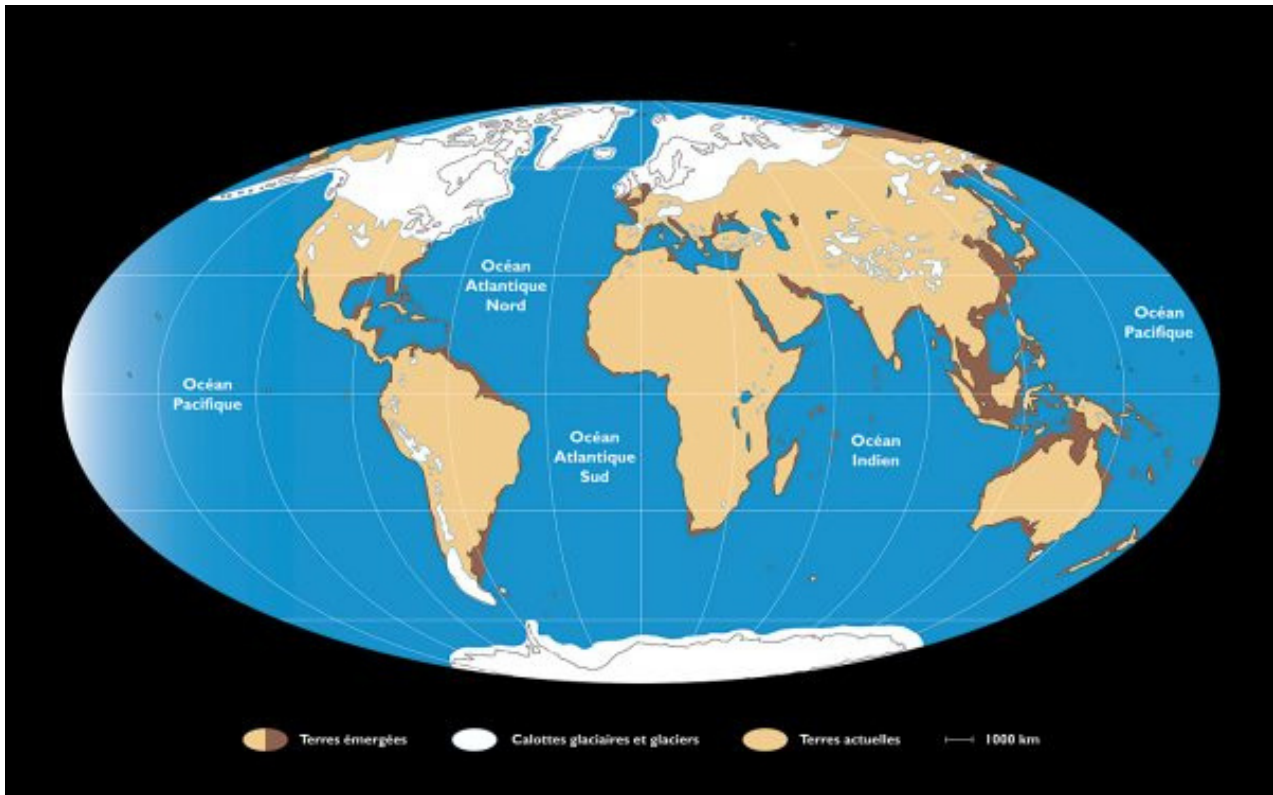 Océan
Atlantique
Nord
Océan
Pacifique
Océan
Pacifique
Océan
Atlantique
Sud
Océan
Indien
Terres émergées
Calottes glaciaires et glaciers
Terres actuelles
1000 km